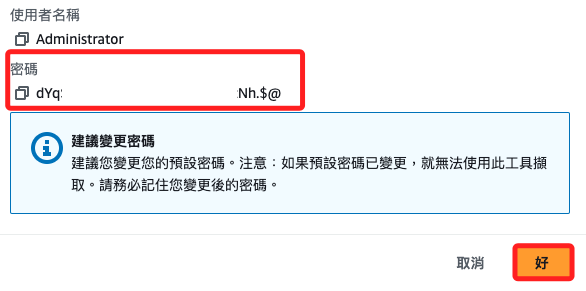 使用者名稱
Administrator
密碼
dYq Nh.$@
建議變更密碼
建議您變更您的預設密碼。注意：如果預設密碼已變更，就無法使用此工具擷
取。請務必記住您變更後的密碼。
取消 好